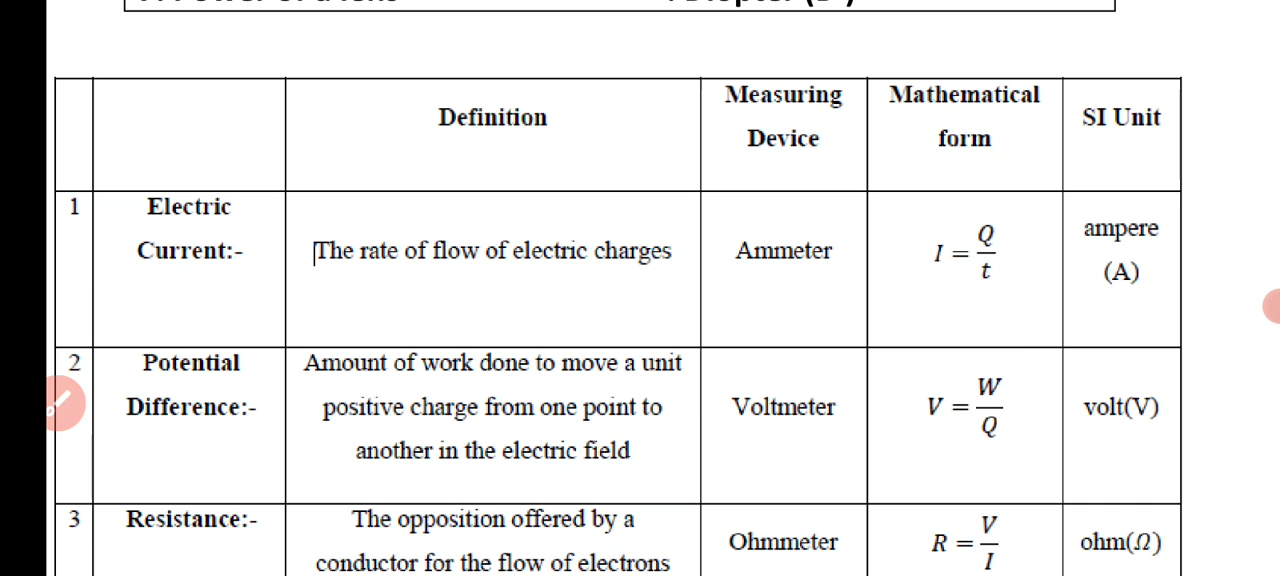 Definition
Measuring
Device
Mathematical
form
SI Unit
1
Electric
Current:-
The rate of flow of electric charges
Ammeter
I = Q/t
ampere
(A)
2
Potential
Difference:-
Amount of work done to move a unit
positive charge from one point to
another in the electric field
Voltmeter
V = W/Q
volt(V)
3
Resistance:-
The opposition offered by a
conductor for the flow of electrons
Ohmmeter
R = V/I
ohm(Ω)